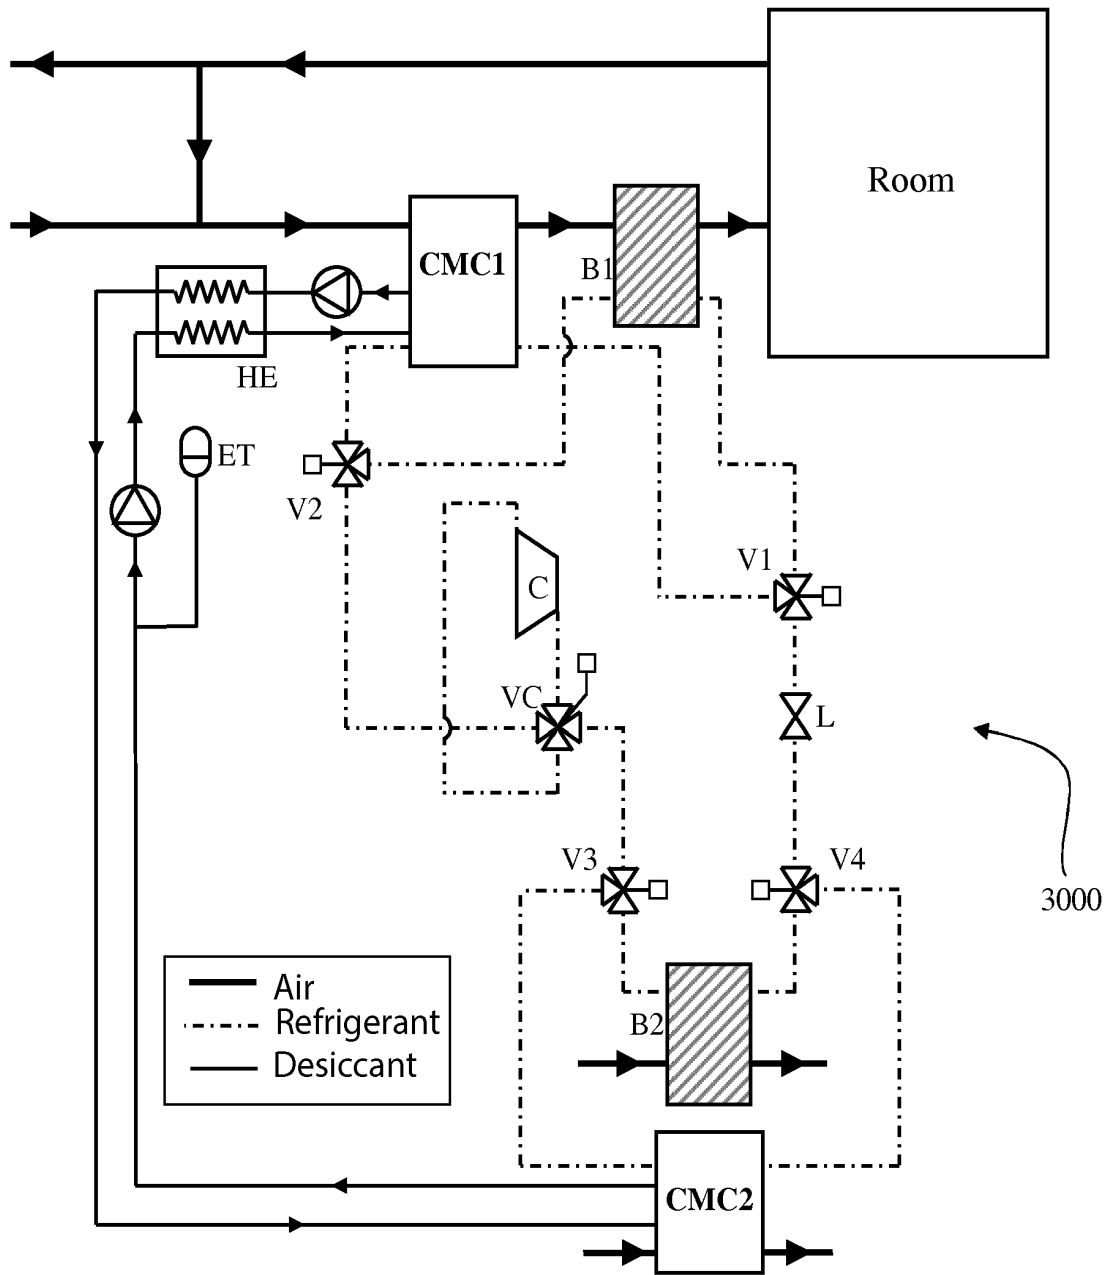 Room
CMC1
B1
HE
ET
V2
V1
C
VC
L
V3
V4
3000
Air
Refrigerant
Desiccant
B2
CMC2